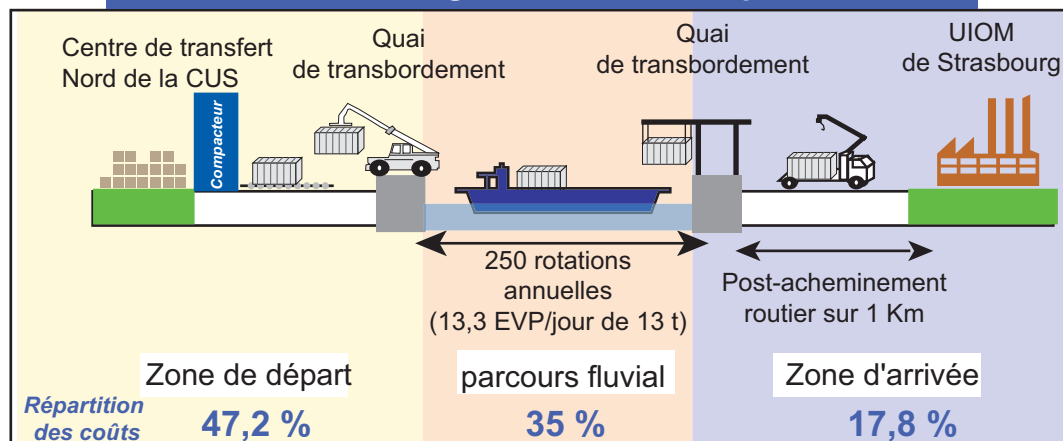 Centre de transfert
Nord de la CUS
Quai
de transbordement
Quai
de transbordement
UIOM
de Strasbourg
Compacteur
250 rotations
annuelles
(13,3 EVP/jour de 13 t)
Post-acheminement
routier sur 1 Km
Zone de départ
parcours fluvial
Zone d'arrivée
Répartition
des coûts
47,2 %
35 %
17,8 %